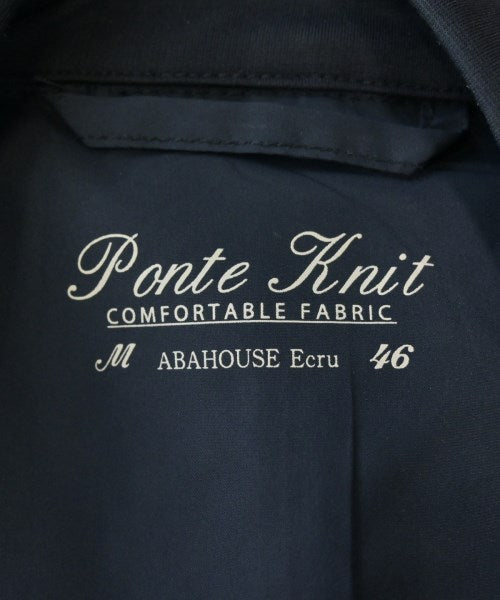 Ponte Knit
COMFORTABLE FABRIC
M ABAHOUSE Ecru 46